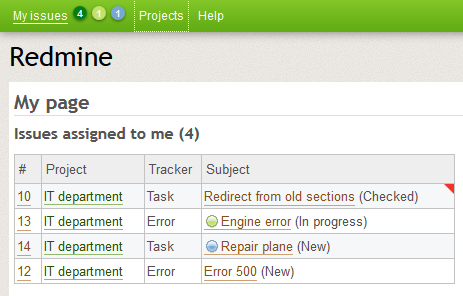 My issues 4 1 1 Projects Help
Redmine
My page
Issues assigned to me (4)
# Project Tracker Subject
10 IT department Task Redirect from old sections (Checked)
13 IT department Error Engine error (In progress)
14 IT department Task Repair plane (New)
12 IT department Error Error 500 (New)